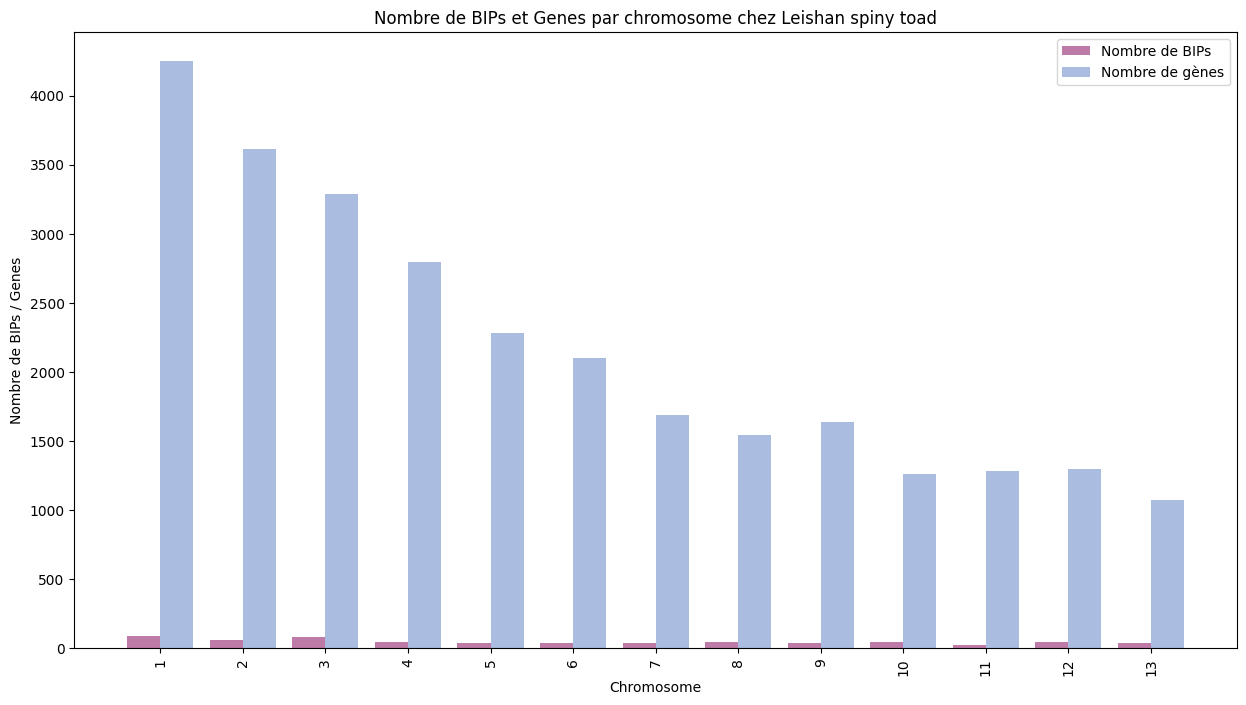 Nombre de BIPs et Genes par chromosome chez Leishan spiny toad
Nombre de BIPs
Nombre de gènes
Nombre de BIPs / Genes
4000
3500
3000
2500
2000
1500
1000
500
0
1 2 3 4 5 6 7 8 9 10 11 12 13
Chromosome